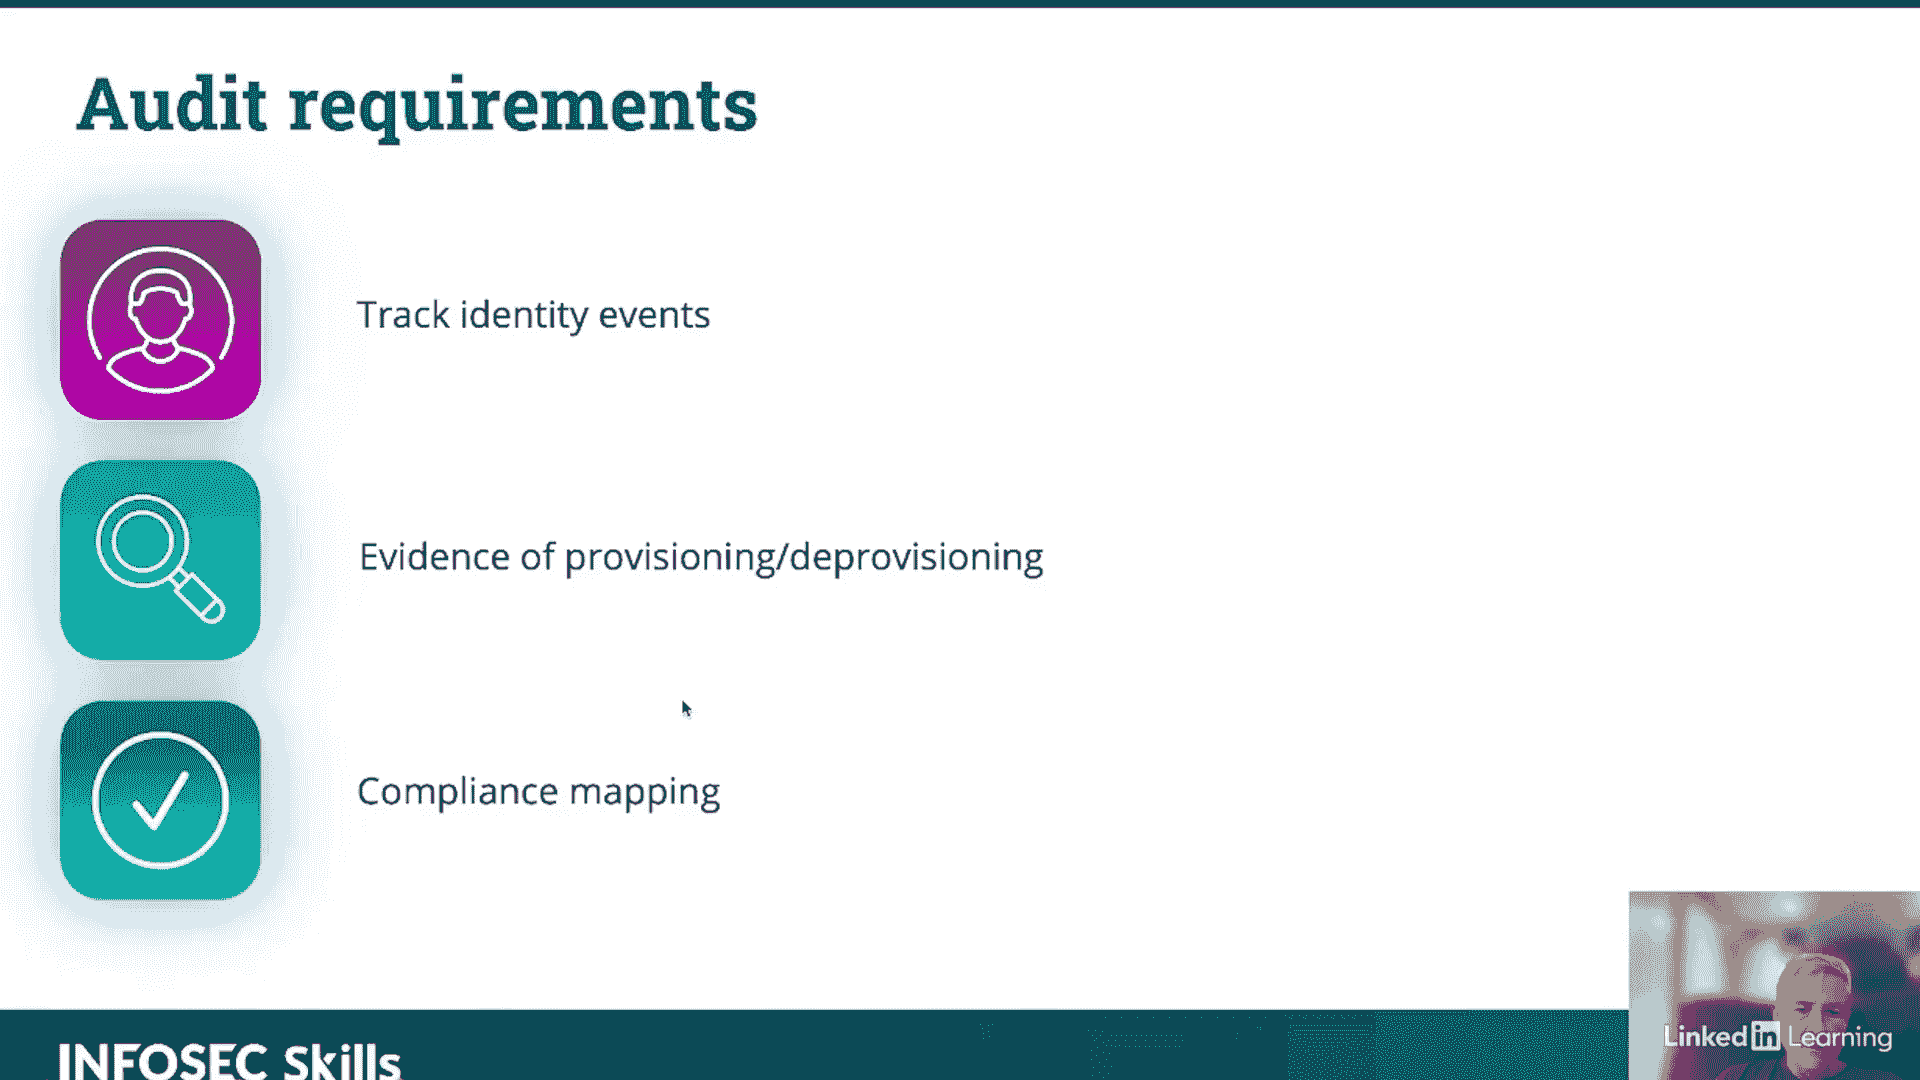 Audit requirements
Track identity events
Evidence of provisioning/deprovisioning
Compliance mapping
INFOSEC Skills
Linked in Learning